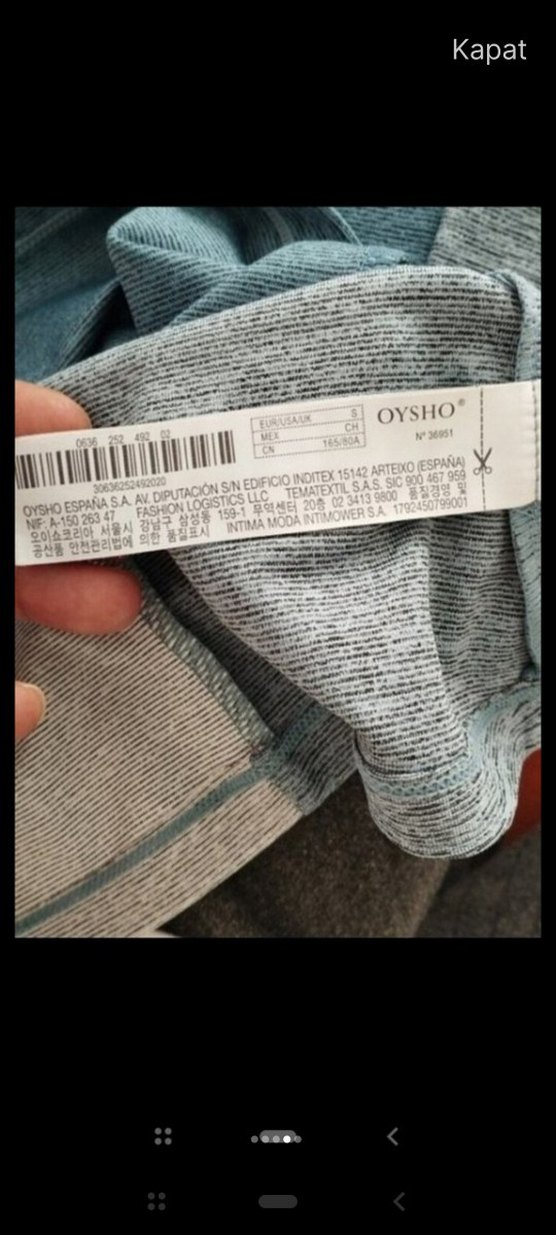 Kapat
0636 252 492 02
30636252492020
EUR/USA/UK S
MEX CH
CN 165/80A
OYSHO®
Nº 36951
OYSHO ESPAÑA S.A. AV. DIPUTACIÓN S/N EDIFICIO INDITEX 15142 ARTEIXO (ESPAÑA)
NIF: A-150 263 47 FASHION LOGISTICS LLC TEMATEXTIL S.A.S. SIC 900 467 959
오이쇼코리아 서울시 강남구 삼성동 159-1 무역센터 20층 02 3413 9800 품질경영 및
공산품 안전관리법에 의한 품질표시 INTIMA MODA INTIMOWER S.A. 1792450799001